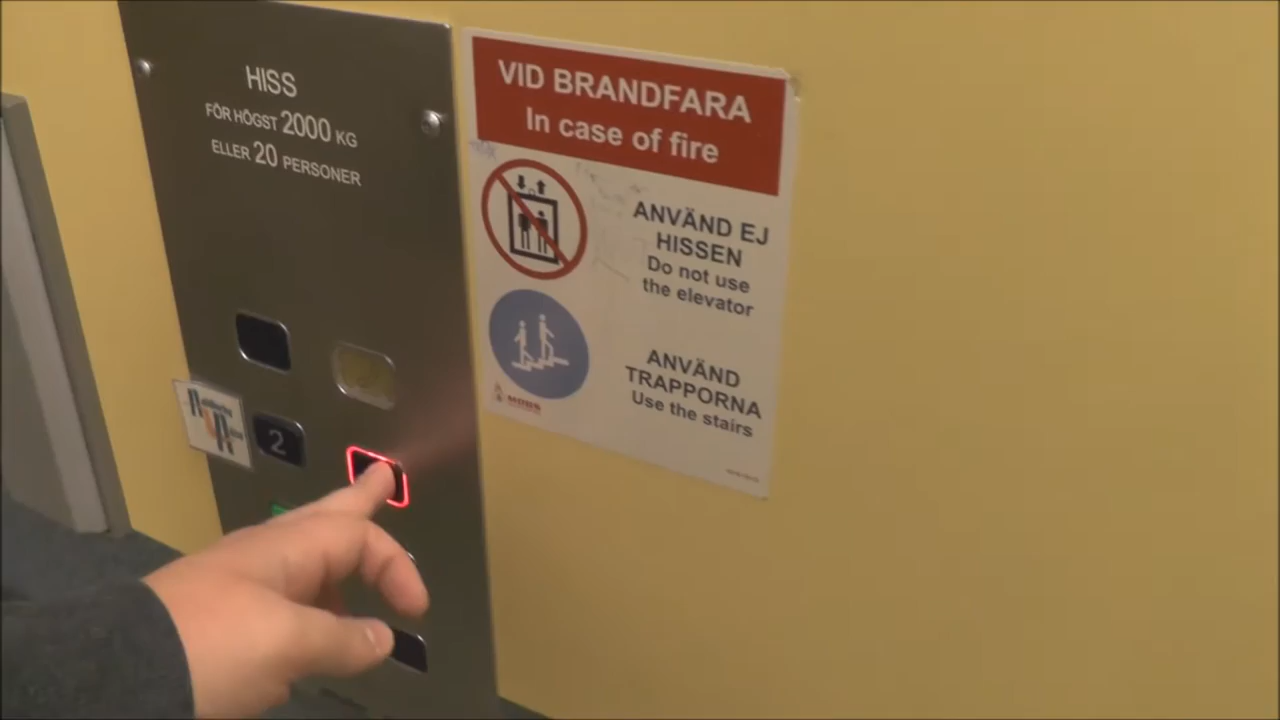 HISS
FÖR HÖGST 2000 KG
ELLER 20 PERSONER
2
VID BRANDFARA
In case of fire
ANVÄND EJ
HISSEN
Do not use
the elevator
ANVÄND
TRAPPORNA
Use the stairs